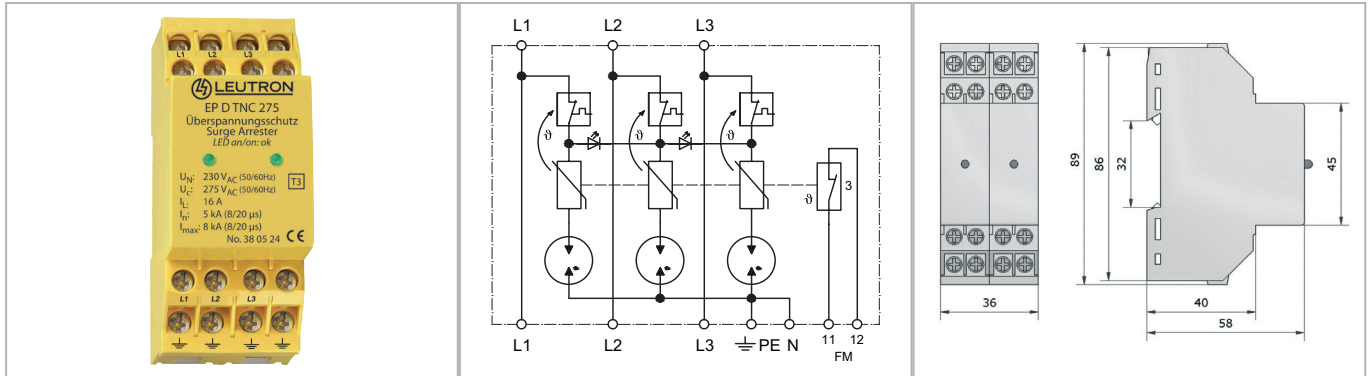 L1 L2 L3
LEUTRON
EP D TNC 275
Überspannungsschutz
Surge Arrester
LED an/on: ok
UN: 230 VAC (50/60Hz)
Uc: 275 VAC (50/60Hz)
IL: 16 A
In: 5 kA (8/20 µs)
Imax: 8 kA (8/20 µs)
T3
No. 38 05 24 CE
L1 L2 L3
L1 L2 L3
ϑ ϑ ϑ
ϑ 3
L1 L2 L3 PE N 11 12
FM
89 86 32 45
36
40
58